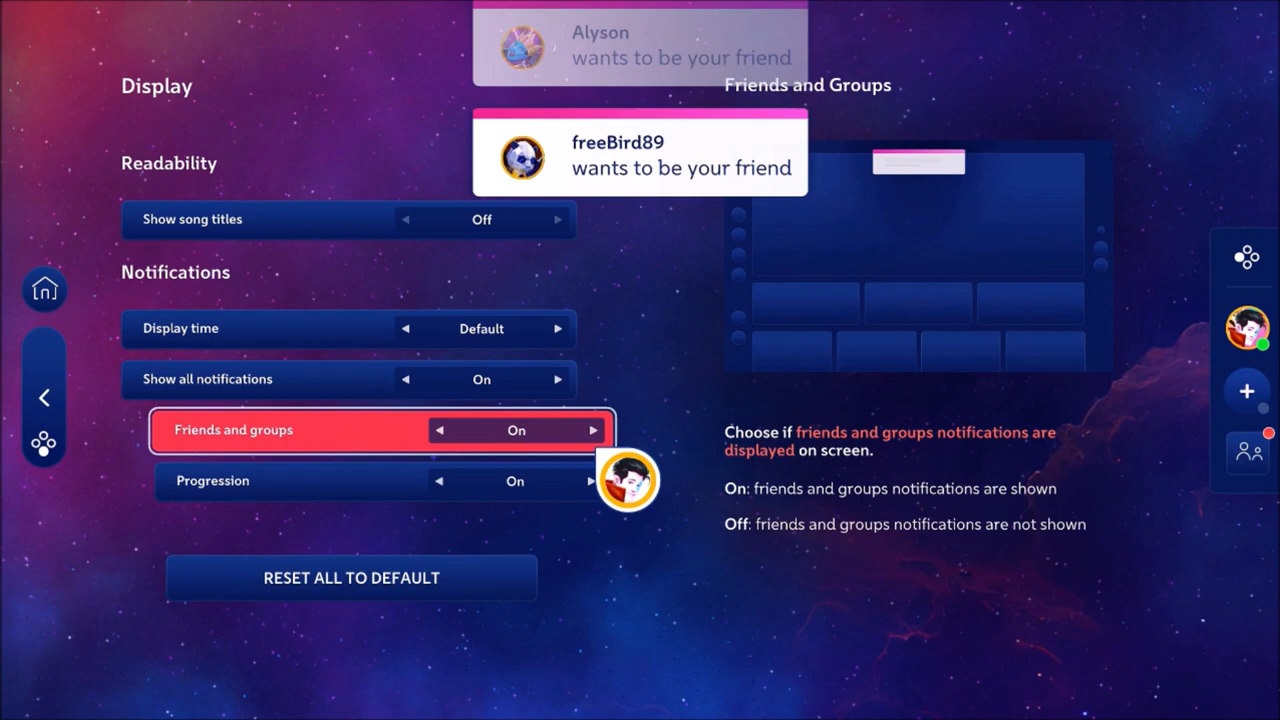 Alyson
wants to be your friend
freeBird89
wants to be your friend
Display
Readability
Show song titles
Off
Notifications
Display time
Default
Show all notifications
On
Friends and groups
On
Progression
On
RESET ALL TO DEFAULT
Friends and Groups
Choose if friends and groups notifications are
displayed on screen.
On: friends and groups notifications are shown
Off: friends and groups notifications are not shown